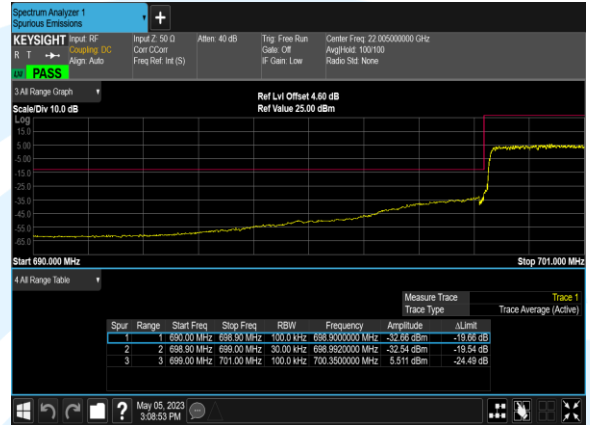 Spectrum Analyzer 1
Spurious Emissions
+
KEYSIGHT Input: RF Input Z: 50 Ω Atten: 40 dB Trig: Free Run Center Freq: 22.005000000 GHz
R T Coupling: DC Corr CCorr Gate: Off Avg|Hold: 100/100
Align: Auto Freq Ref: Int (S) IF Gain: Low Radio Std: None
PASS
3 All Range Graph
Ref Lvl Offset 4.60 dB
Scale/Div 10.0 dB Ref Value 25.00 dBm
Log
15.0
5.00
-5.00
-15.0
-25.0
-35.0
-45.0
-55.0
-65.0
Start 690.000 MHz Stop 701.000 MHz
4 All Range Table
Measure Trace Trace 1
Trace Type Trace Average (Active)
Spur Range Start Freq Stop Freq RBW Frequency Amplitude ΔLimit
1 1 690.00 MHz 698.90 MHz 100.0 kHz 698.9000000 MHz -32.66 dBm -19.66 dB
2 2 698.90 MHz 699.00 MHz 30.00 kHz 698.9920000 MHz -32.54 dBm -19.54 dB
3 3 699.00 MHz 701.00 MHz 100.0 kHz 700.3500000 MHz 5.511 dBm -24.49 dB
?
May 05, 2023
3:08:53 PM